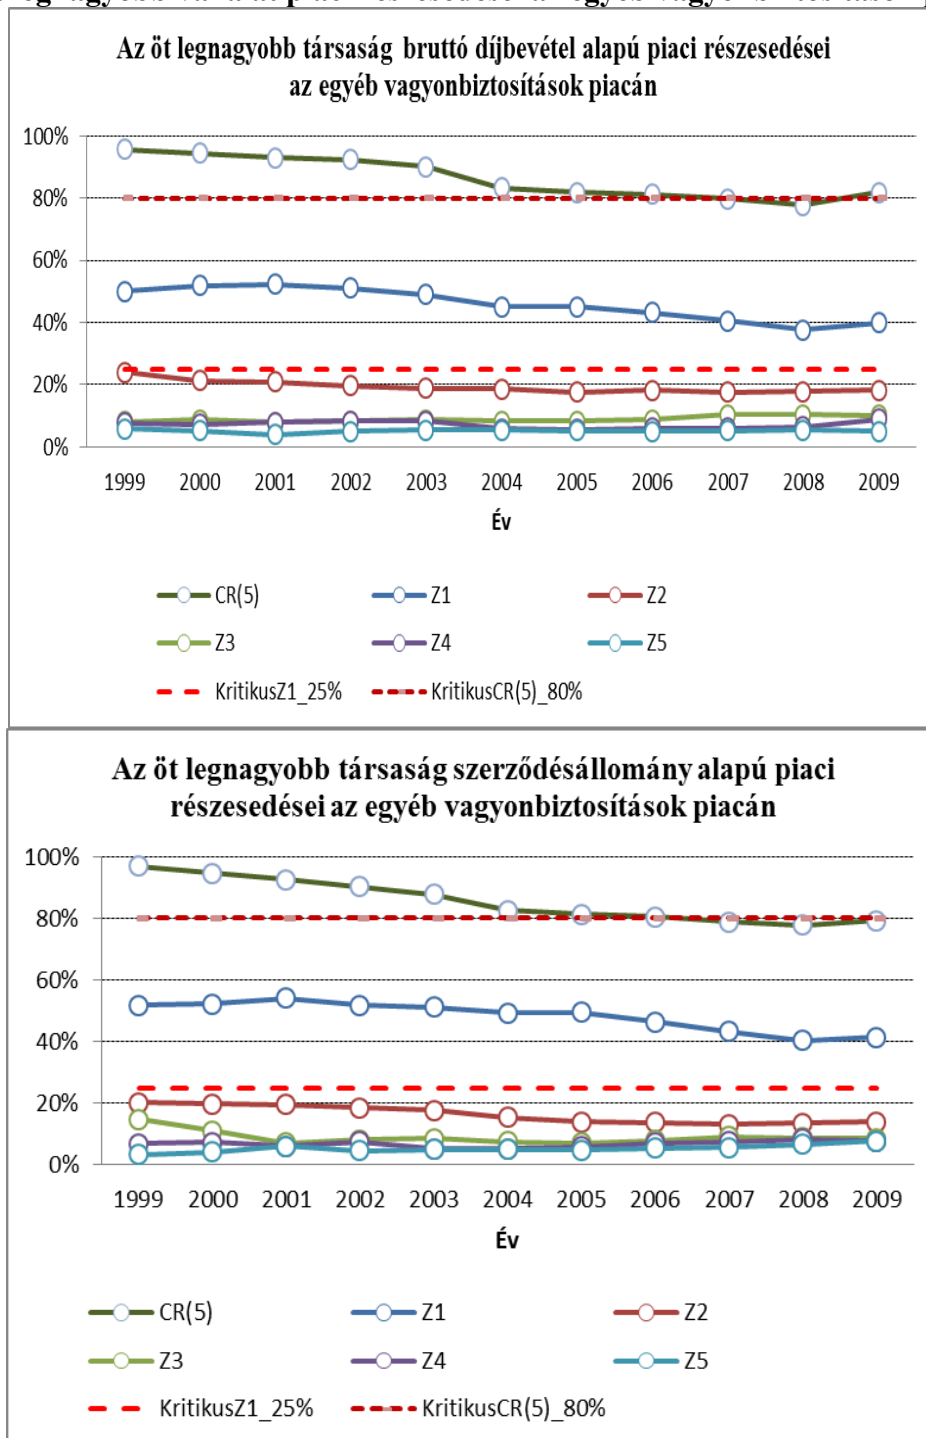 Az öt legnagyobb társaság bruttó díjbevétel alapú piaci részesedései
az egyéb vagyonbiztosítások piacán
100%
80%
60%
40%
20%
0%
1999 2000 2001 2002 2003 2004 2005 2006 2007 2008 2009
Év
CR(5) Z1 Z2
Z3 Z4 Z5
KritikusZ1_25% KritikusCR(5)_80%
Az öt legnagyobb társaság szerződésállomány alapú piaci
részesedései az egyéb vagyonbiztosítások piacán
100%
80%
60%
40%
20%
0%
1999 2000 2001 2002 2003 2004 2005 2006 2007 2008 2009
Év
CR(5) Z1 Z2
Z3 Z4 Z5
KritikusZ1_25% KritikusCR(5)_80%